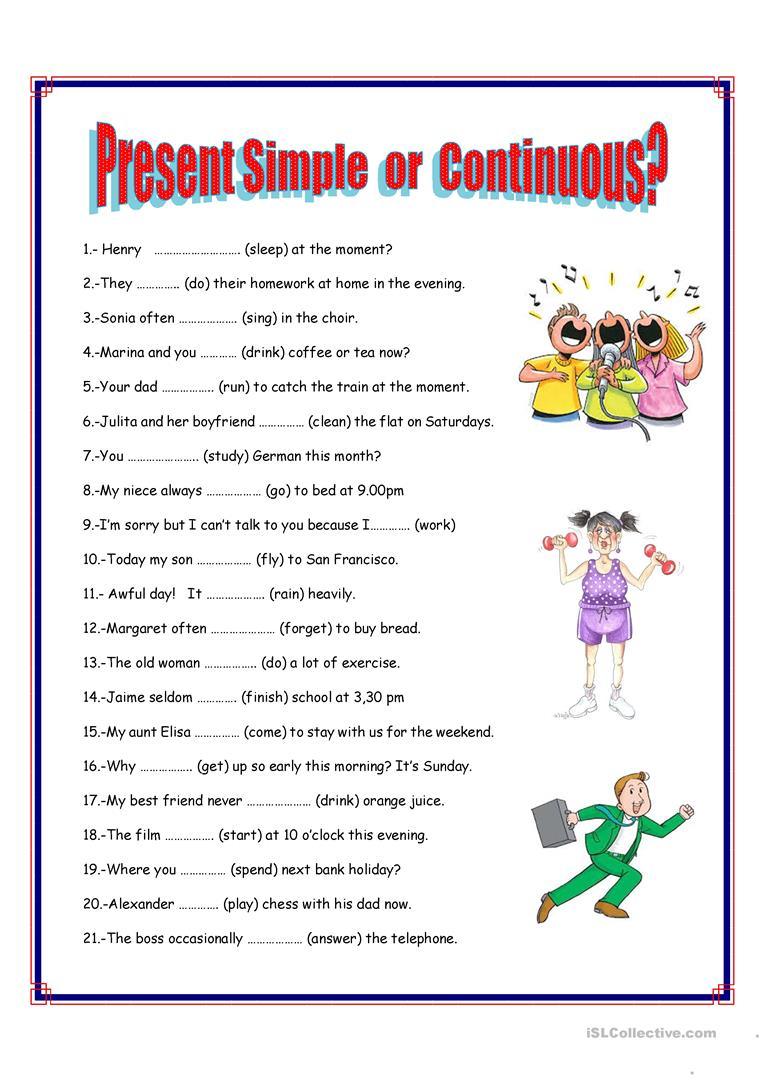 Present Simple or Continuous?
1.- Henry ………………………. (sleep) at the moment?
2.-They ………….. (do) their homework at home in the evening.
3.-Sonia often ………………. (sing) in the choir.
4.-Marina and you ………… (drink) coffee or tea now?
5.-Your dad …………….. (run) to catch the train at the moment.
6.-Julita and her boyfriend …………… (clean) the flat on Saturdays.
7.-You ………………….. (study) German this month?
8.-My niece always ……………… (go) to bed at 9.00pm
9.-I’m sorry but I can’t talk to you because I…………. (work)
10.-Today my son ……………… (fly) to San Francisco.
11.- Awful day! It ………………. (rain) heavily.
12.-Margaret often ………………… (forget) to buy bread.
13.-The old woman …………….. (do) a lot of exercise.
14.-Jaime seldom …………. (finish) school at 3,30 pm
15.-My aunt Elisa …………… (come) to stay with us for the weekend.
16.-Why …………….. (get) up so early this morning? It’s Sunday.
17.-My best friend never ………………… (drink) orange juice.
18.-The film ……………. (start) at 10 o’clock this evening.
19.-Where you …………… (spend) next bank holiday?
20.-Alexander …………. (play) chess with his dad now.
21.-The boss occasionally ……………… (answer) the telephone.
iSLCollective.com